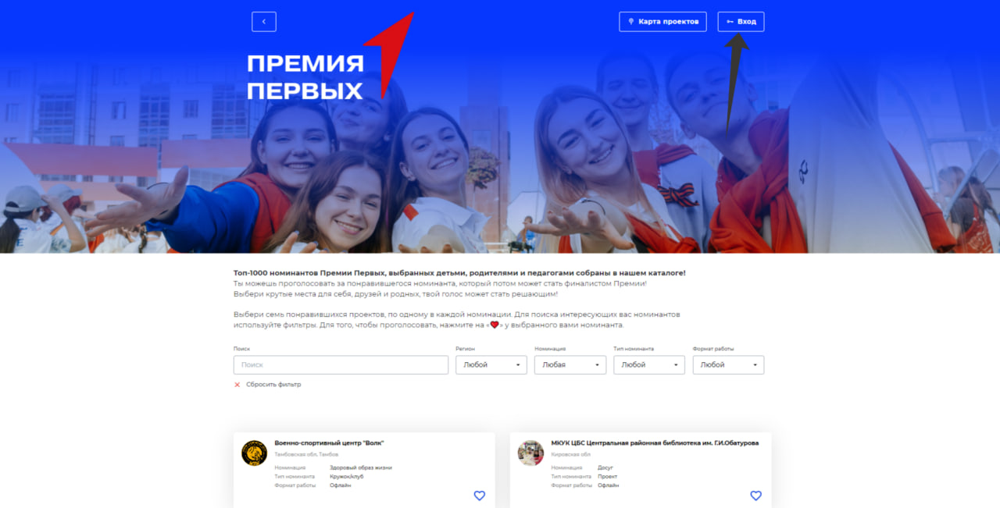 Карта проектов
Вход
ПРЕМИЯ
ПЕРВЫХ
Топ-1000 номинантов Премии Первых, выбранных детьми, родителями и педагогами собраны в нашем каталоге!
Ты можешь проголосовать за понравившегося номинанта, который потом может стать финалистом Премии!
Выбери крутые места для себя, друзей и родных, твой голос может стать решающим!
Выбери семь понравившихся проектов, по одному в каждой номинации. Для поиска интересующих вас номинантов
используйте фильтры. Для того, чтобы проголосовать, нажмите на «❤» у выбранного вами номинанта.
Поиск Регион Номинация Тип номинанта Формат работы
Поиск Любой Любая Любой Любой
Сбросить фильтр
Военно-спортивный центр "Волк"
Тамбовская обл, Тамбов
Номинация Здоровый образ жизни
Тип номинанта Кружок/клуб
Формат работы Офлайн
МКУК ЦБС Центральная районная библиотека им. Г.И.Обатурова
Кировская обл
Номинация Досуг
Тип номинанта Проект
Формат работы Офлайн